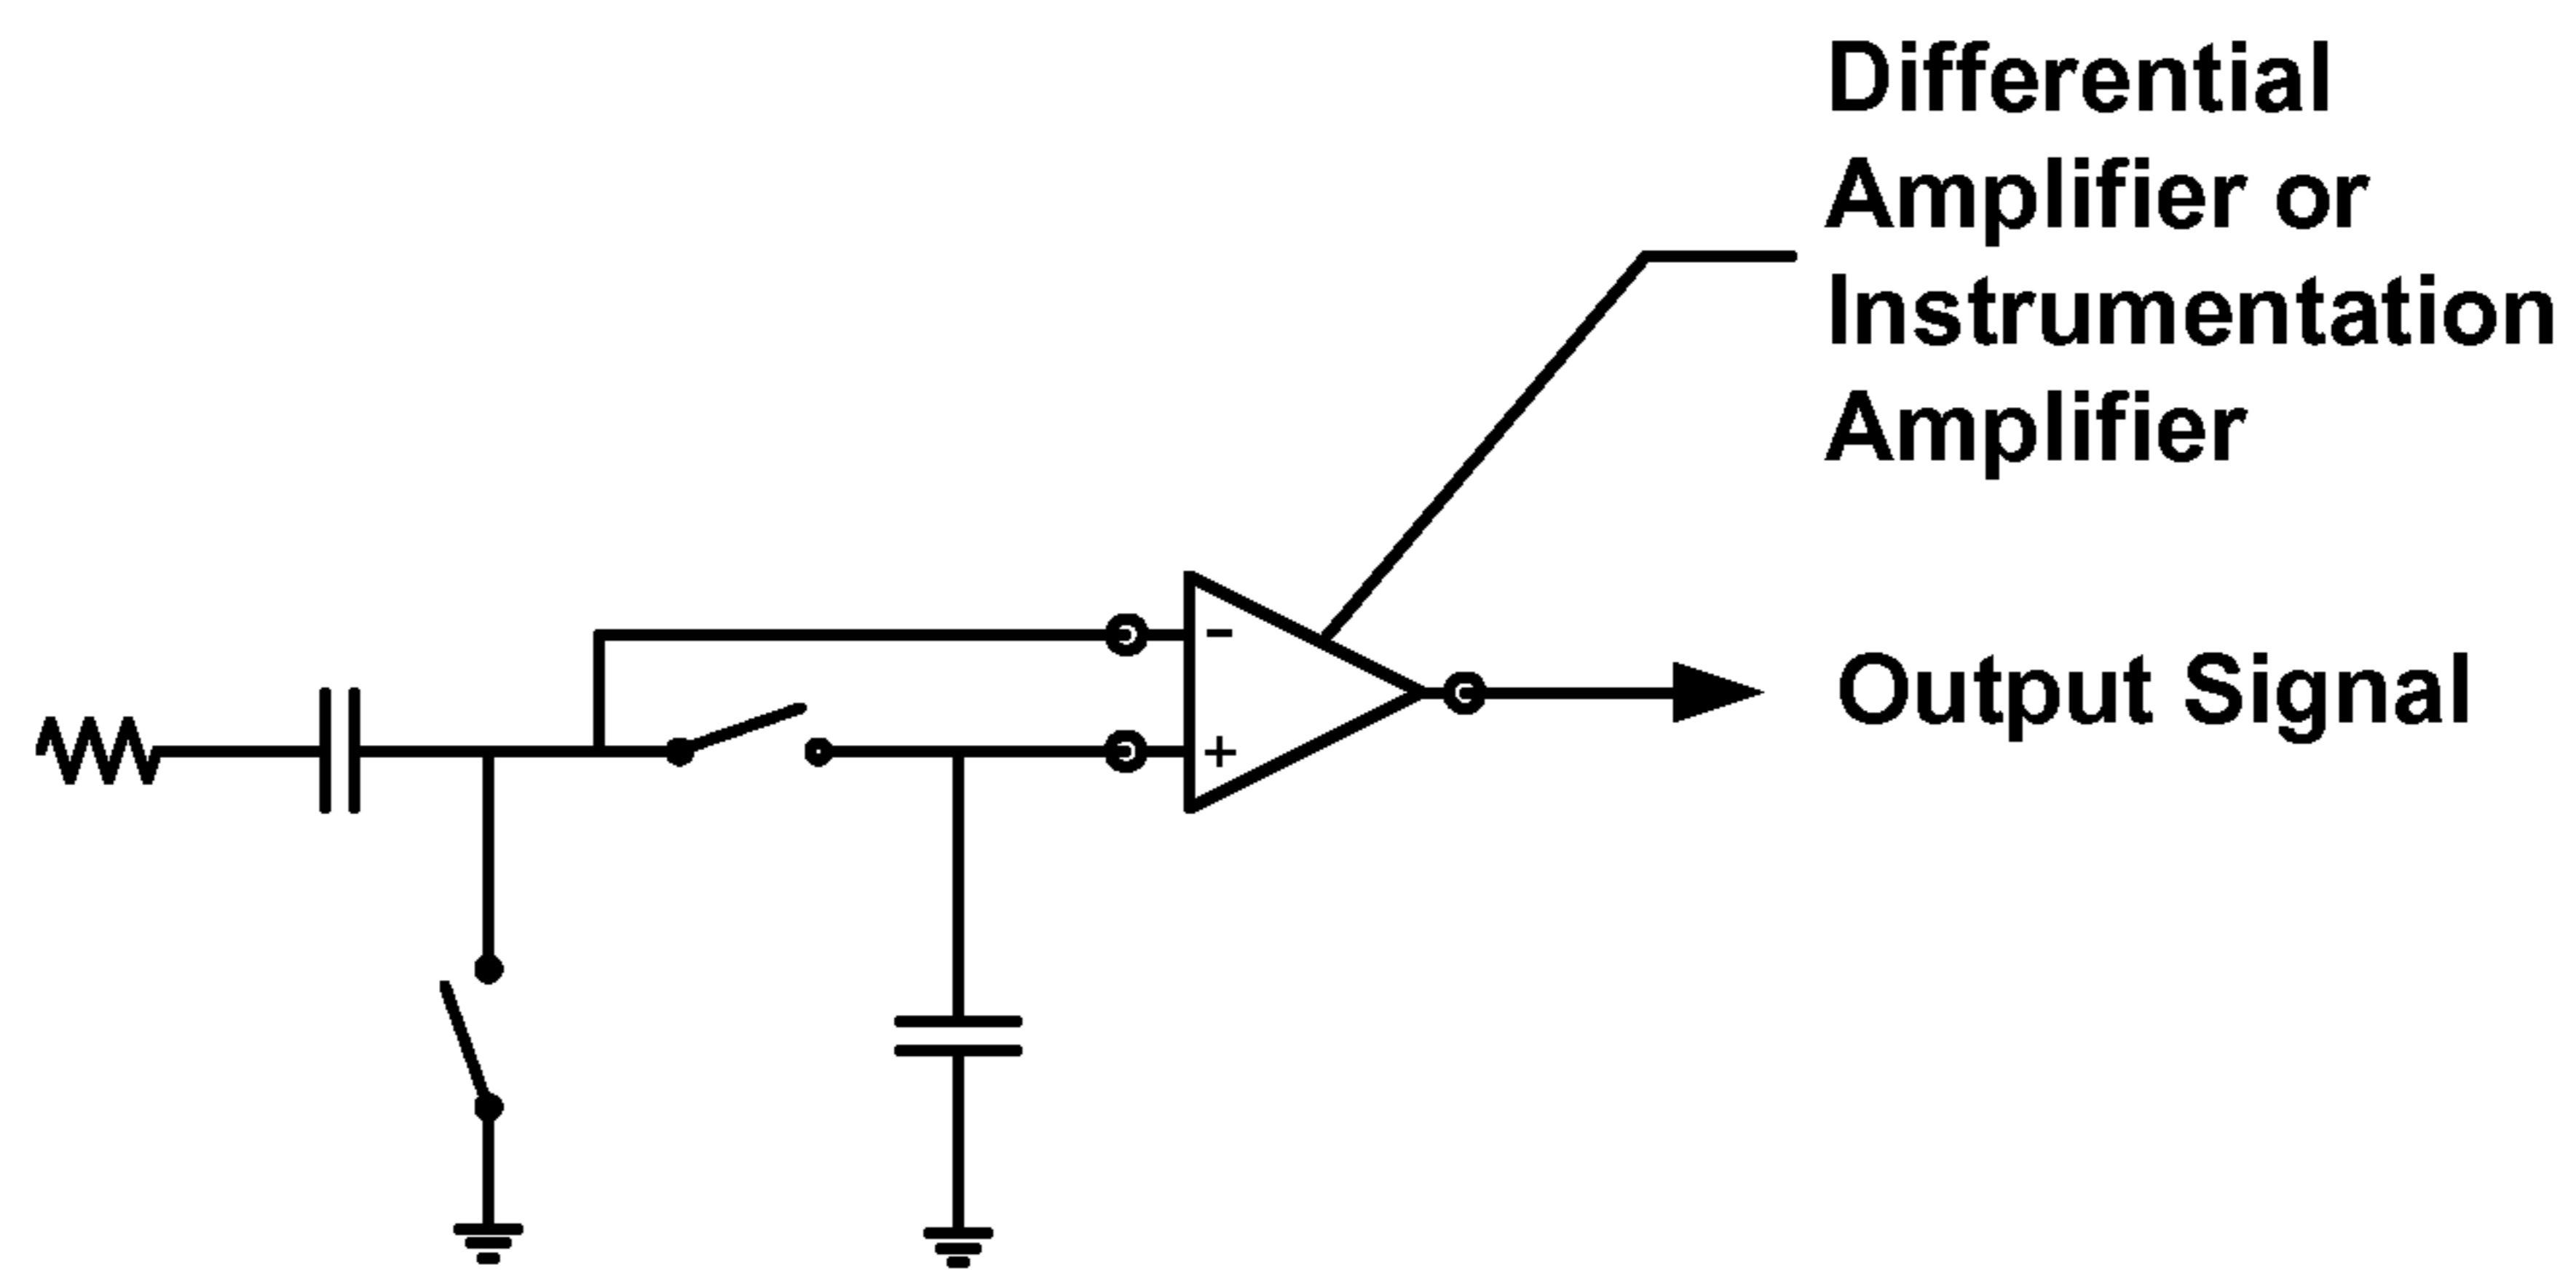 Differential
Amplifier or
Instrumentation
Amplifier
-
+
Output Signal